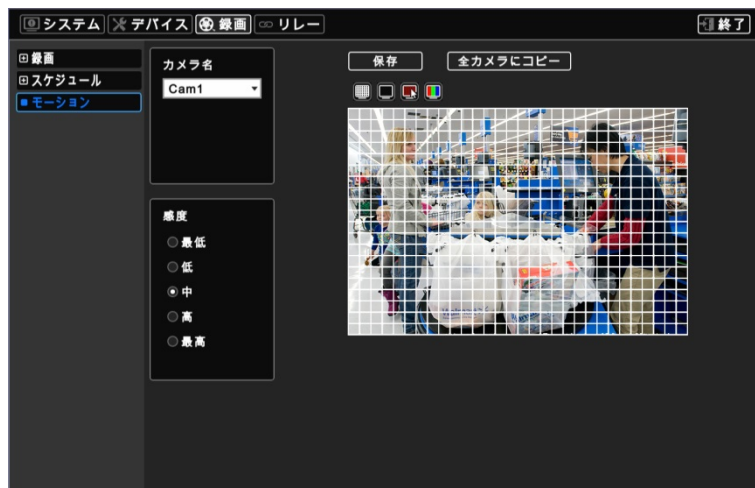 システム デバイス 録画 リレー 終了
録画
スケジュール
モーション
カメラ名
Cam1
保存 全カメラにコピー
感度
最低
低
中
高
最高